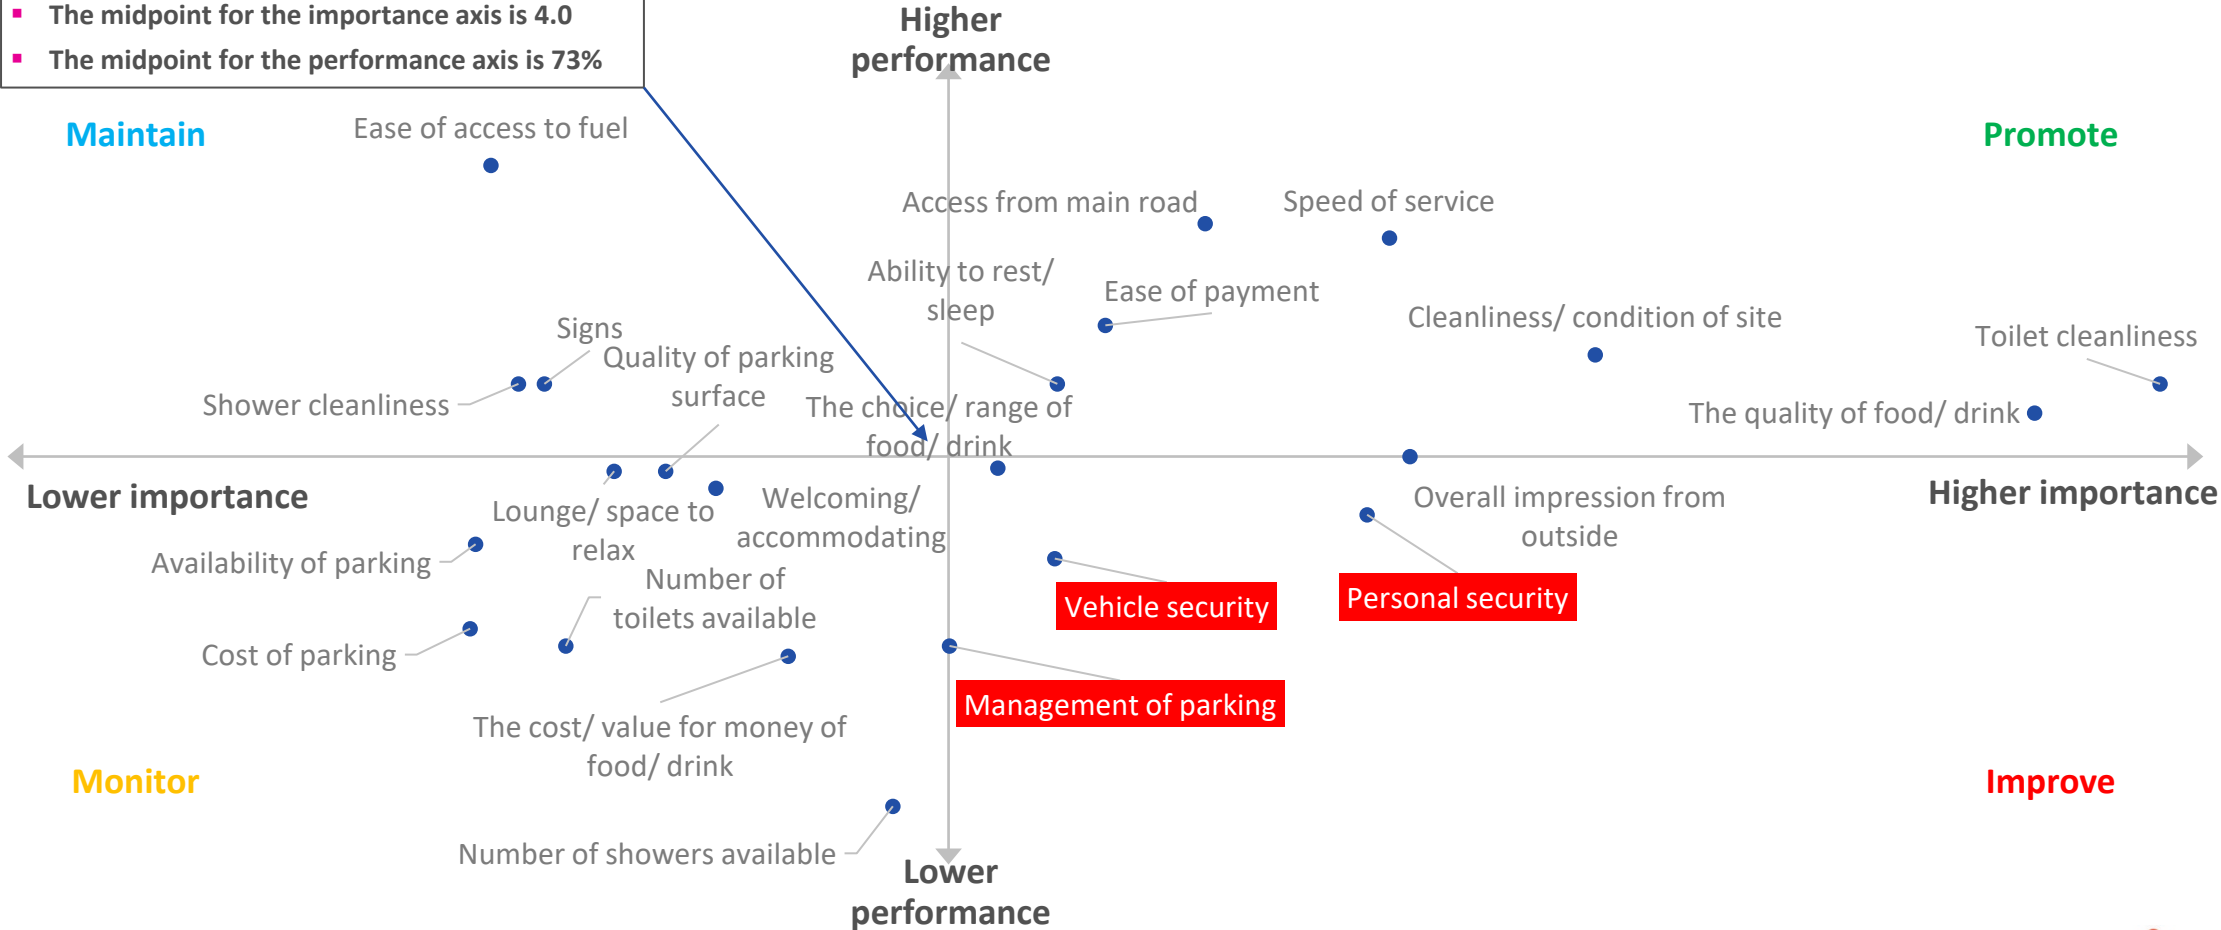 ▪ The midpoint for the importance axis is 4.0
▪ The midpoint for the performance axis is 73%
Higher
performance
Maintain
Ease of access to fuel
Promote
Access from main road
Speed of service
Ability to rest/
sleep
Ease of payment
Cleanliness/ condition of site
Toilet cleanliness
Signs
Quality of parking
surface
Shower cleanliness
The choice/ range of
food/ drink
The quality of food/ drink
Lower importance
Higher importance
Lounge/ space to
relax
Welcoming/
accommodating
Overall impression from
outside
Availability of parking
Number of
toilets available
Vehicle security
Personal security
Cost of parking
Management of parking
The cost/ value for money of
food/ drink
Monitor
Improve
Number of showers available
Lower
performance